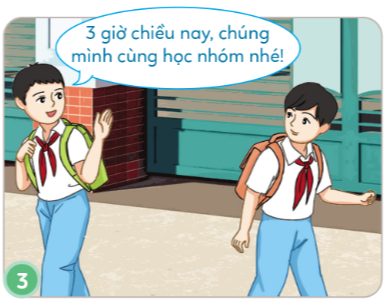 3 giờ chiều nay, chúng
mình cùng học nhóm nhé!
3